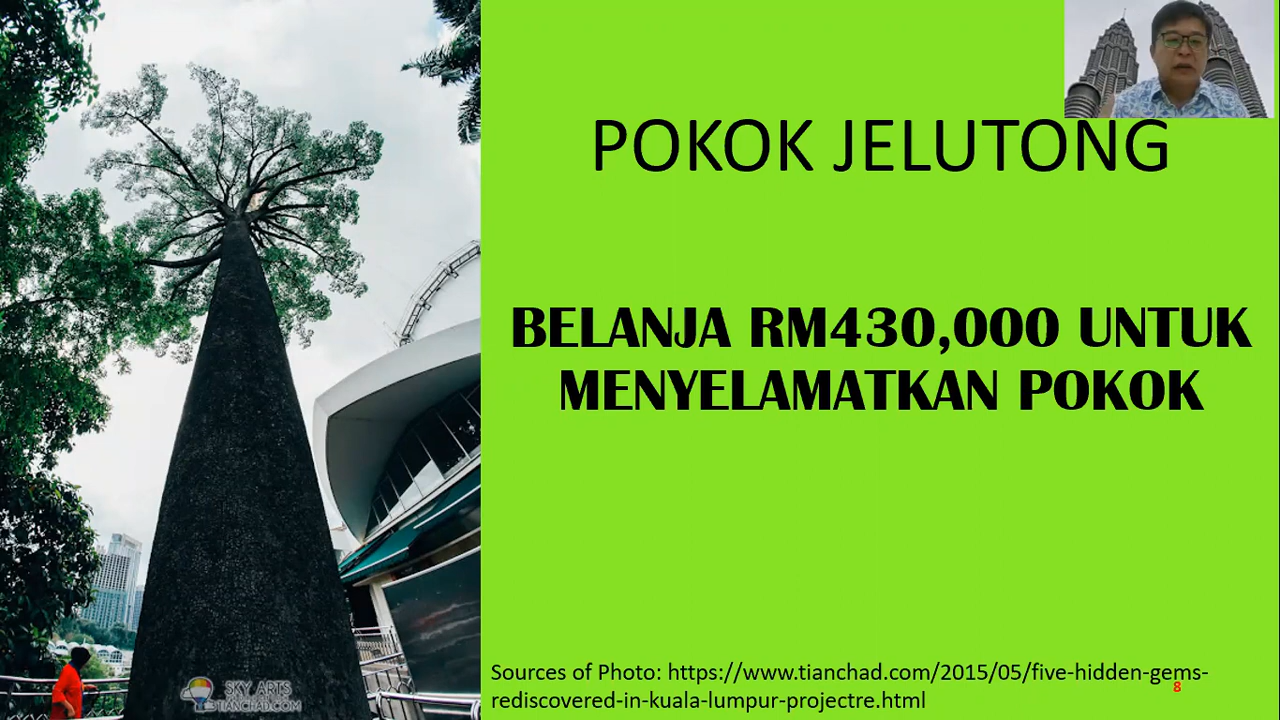 POKOK JELUTONG
BELANJA RM430,000 UNTUK
MENYELAMATKAN POKOK
Sources of Photo: https://www.tianchad.com/2015/05/five-hidden-gems-
rediscovered-in-kuala-lumpur-projectre.html
8
SKY ARTS
TIANCHAD.COM